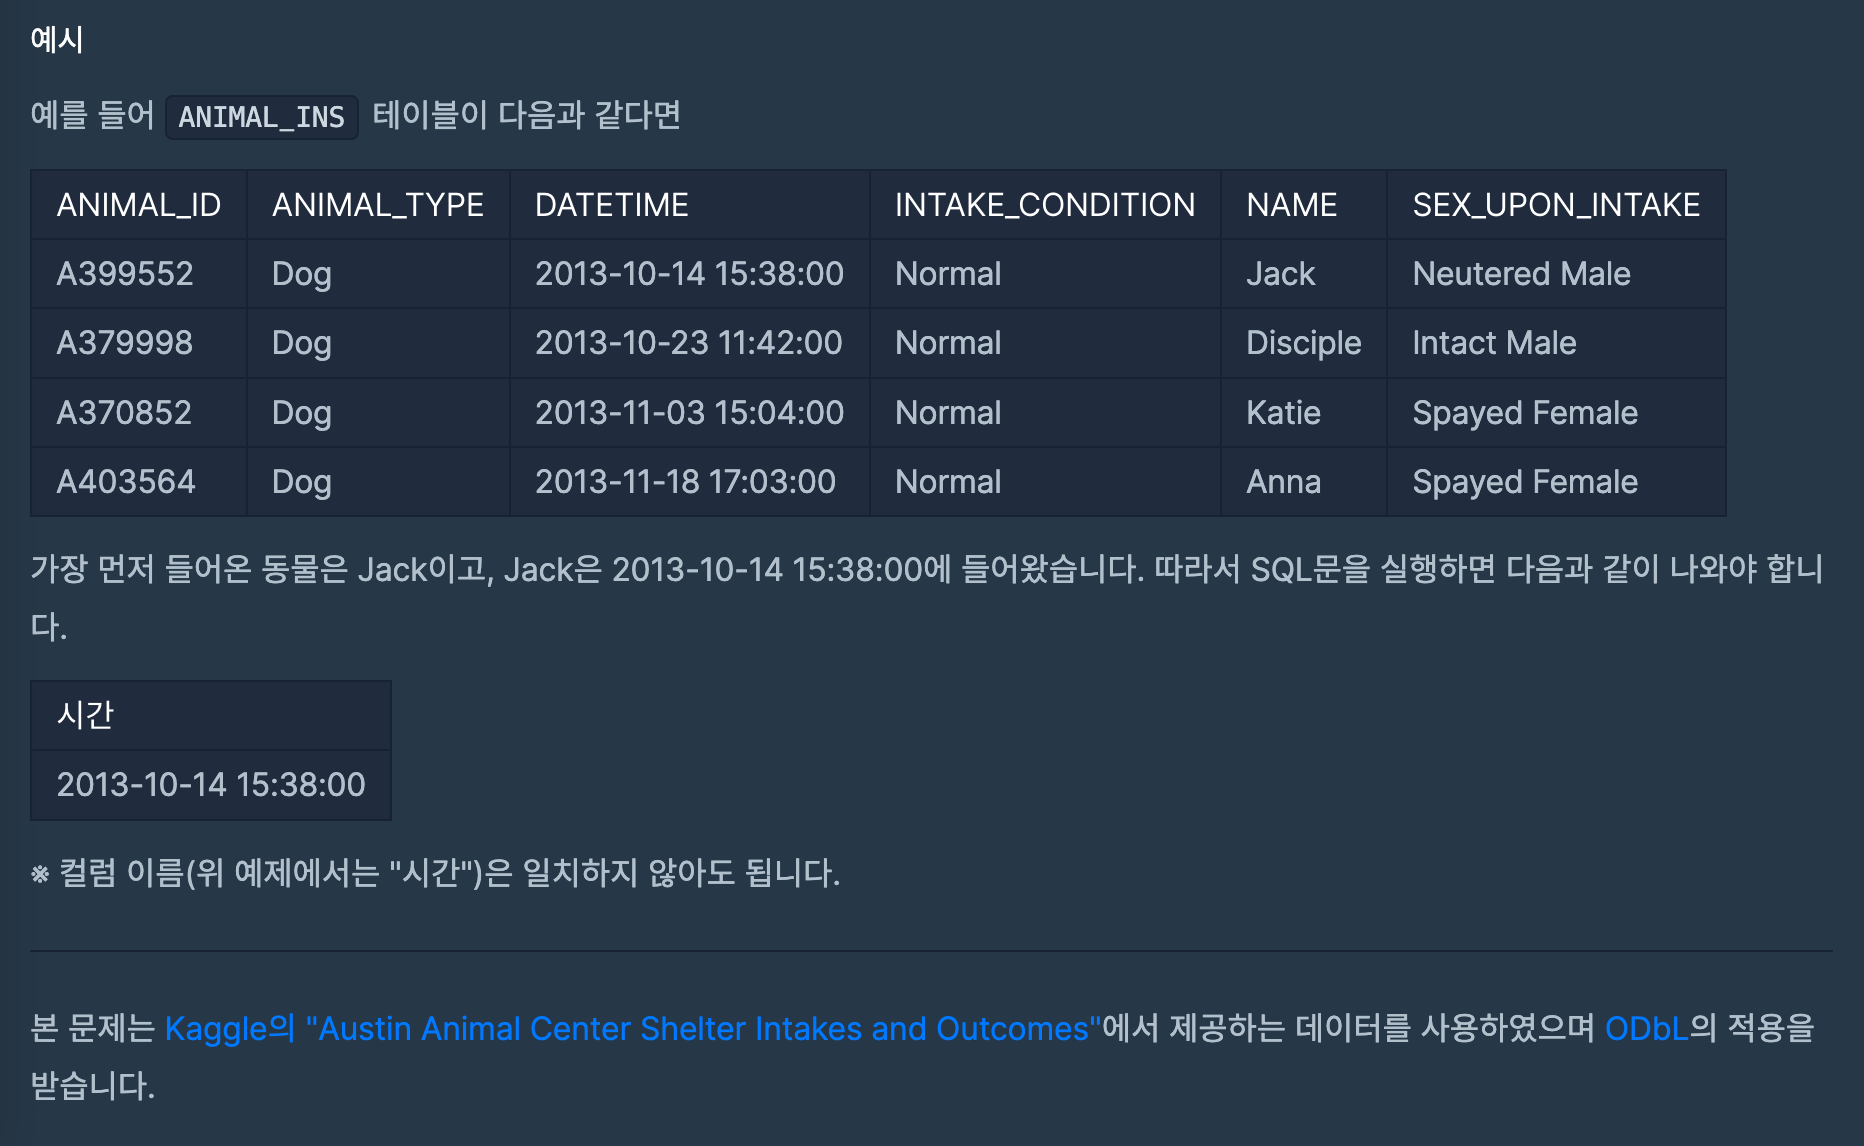 예시
예를 들어 ANIMAL_INS 테이블이 다음과 같다면
ANIMAL_ID ANIMAL_TYPE DATETIME INTAKE_CONDITION NAME SEX_UPON_INTAKE
A399552 Dog 2013-10-14 15:38:00 Normal Jack Neutered Male
A379998 Dog 2013-10-23 11:42:00 Normal Disciple Intact Male
A370852 Dog 2013-11-03 15:04:00 Normal Katie Spayed Female
A403564 Dog 2013-11-18 17:03:00 Normal Anna Spayed Female
가장 먼저 들어온 동물은 Jack이고, Jack은 2013-10-14 15:38:00에 들어왔습니다. 따라서 SQL문을 실행하면 다음과 같이 나와야 합니
다.
시간
2013-10-14 15:38:00
※ 컬럼 이름(위 예제에서는 "시간")은 일치하지 않아도 됩니다.
본 문제는 Kaggle의 "Austin Animal Center Shelter Intakes and Outcomes"에서 제공하는 데이터를 사용하였으며 ODbL의 적용을
받습니다.